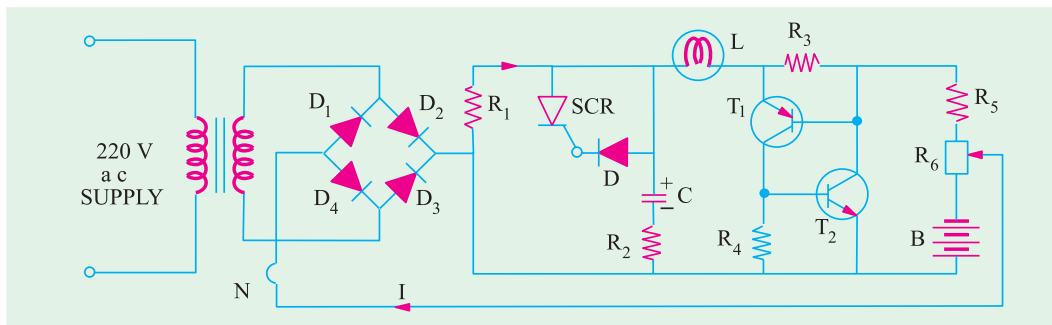 220 V
a c
SUPPLY
D1
D2
D4
D3
N
I
R1
SCR
D
+
–
C
R2
L
R3
T1
T2
R4
R5
R6
B